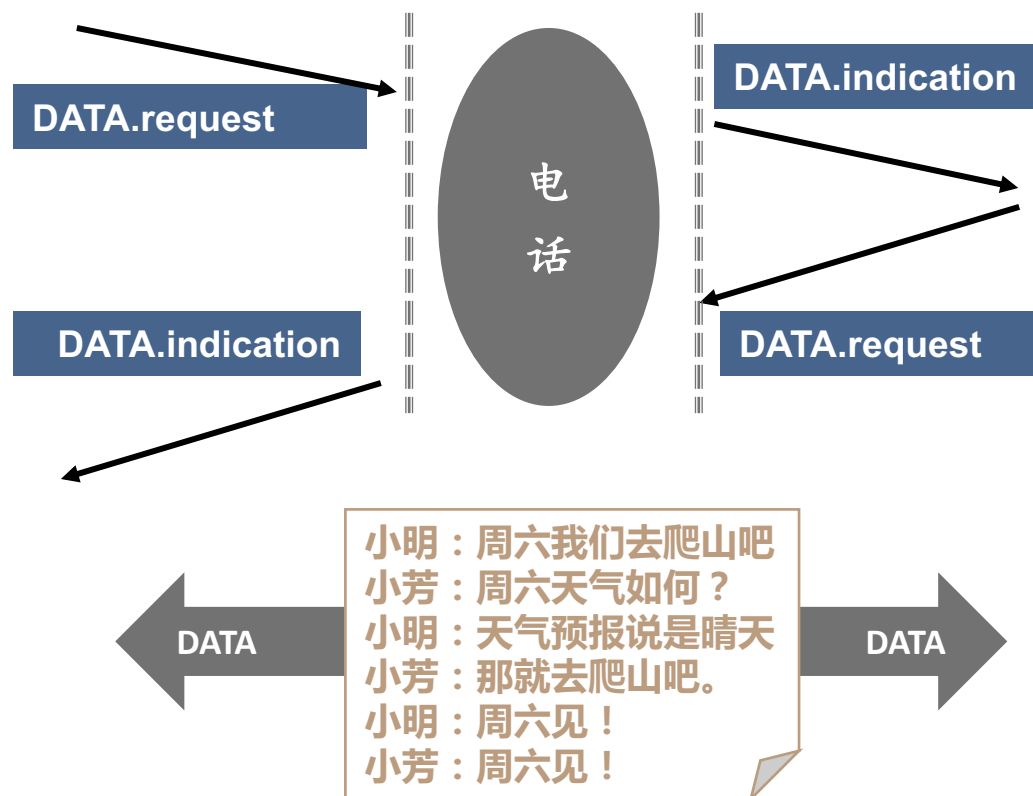 DATA.request
DATA.indication
电
话
DATA.indication
DATA.request
DATA
小明：周六我们去爬山吧
小芳：周六天气如何？
小明：天气预报说是晴天
小芳：那就去爬山吧。
小明：周六见！
小芳：周六见！
DATA